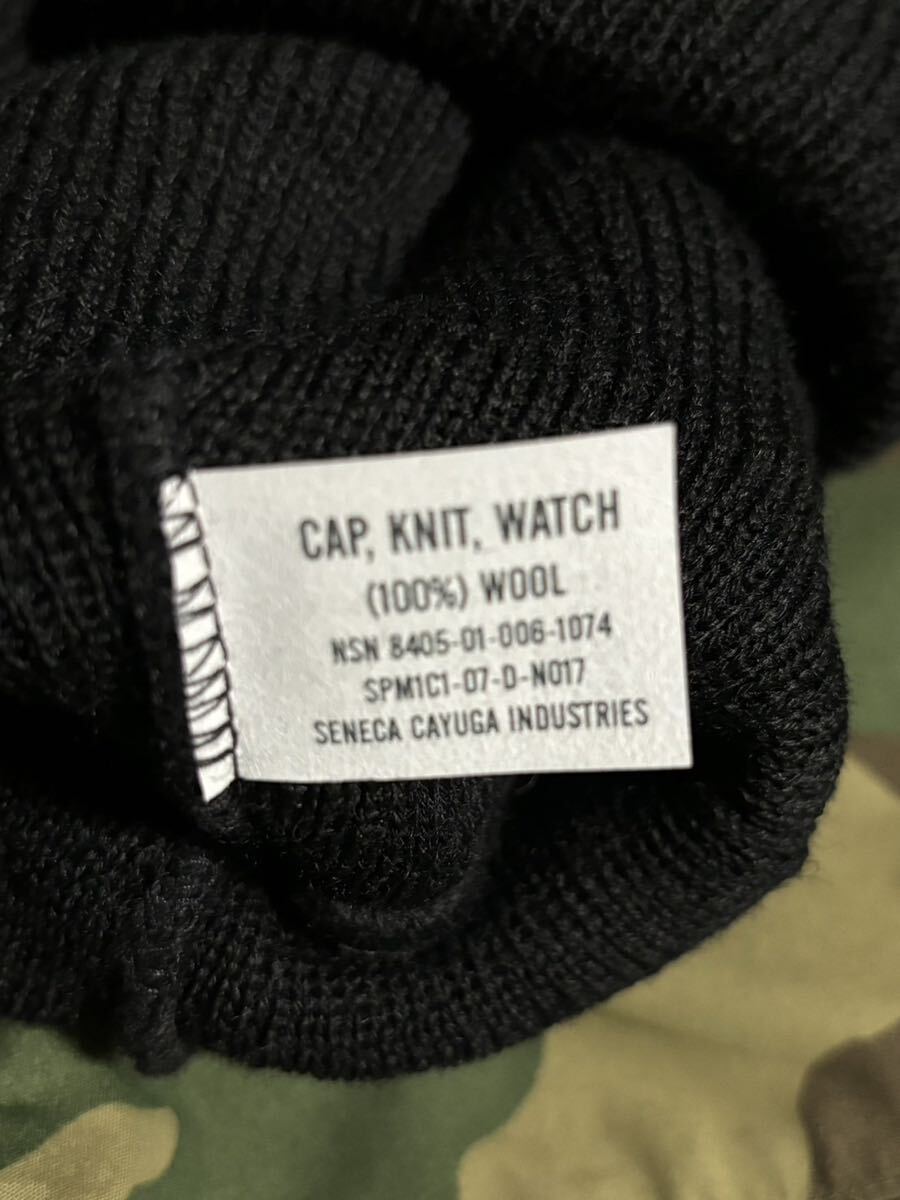 CAP, KNIT, WATCH
(100%) WOOL
NSN 8405-01-006-1074
SPM1C1-07-D-N017
SENECA CAYUGA INDUSTRIES